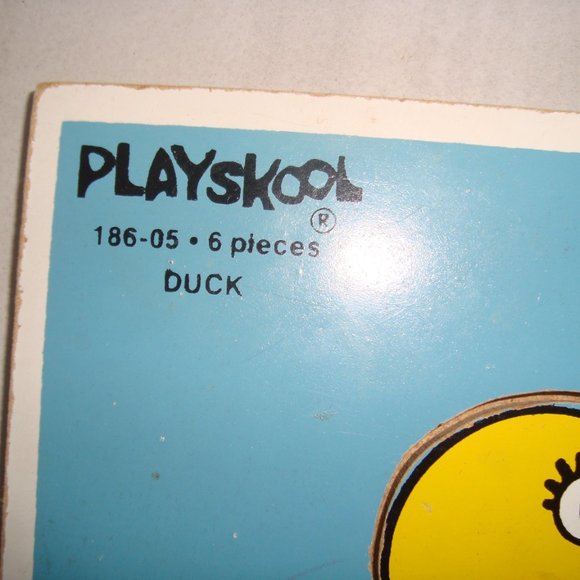 PLAYSKOOL
®
186-05 • 6 pieces
DUCK